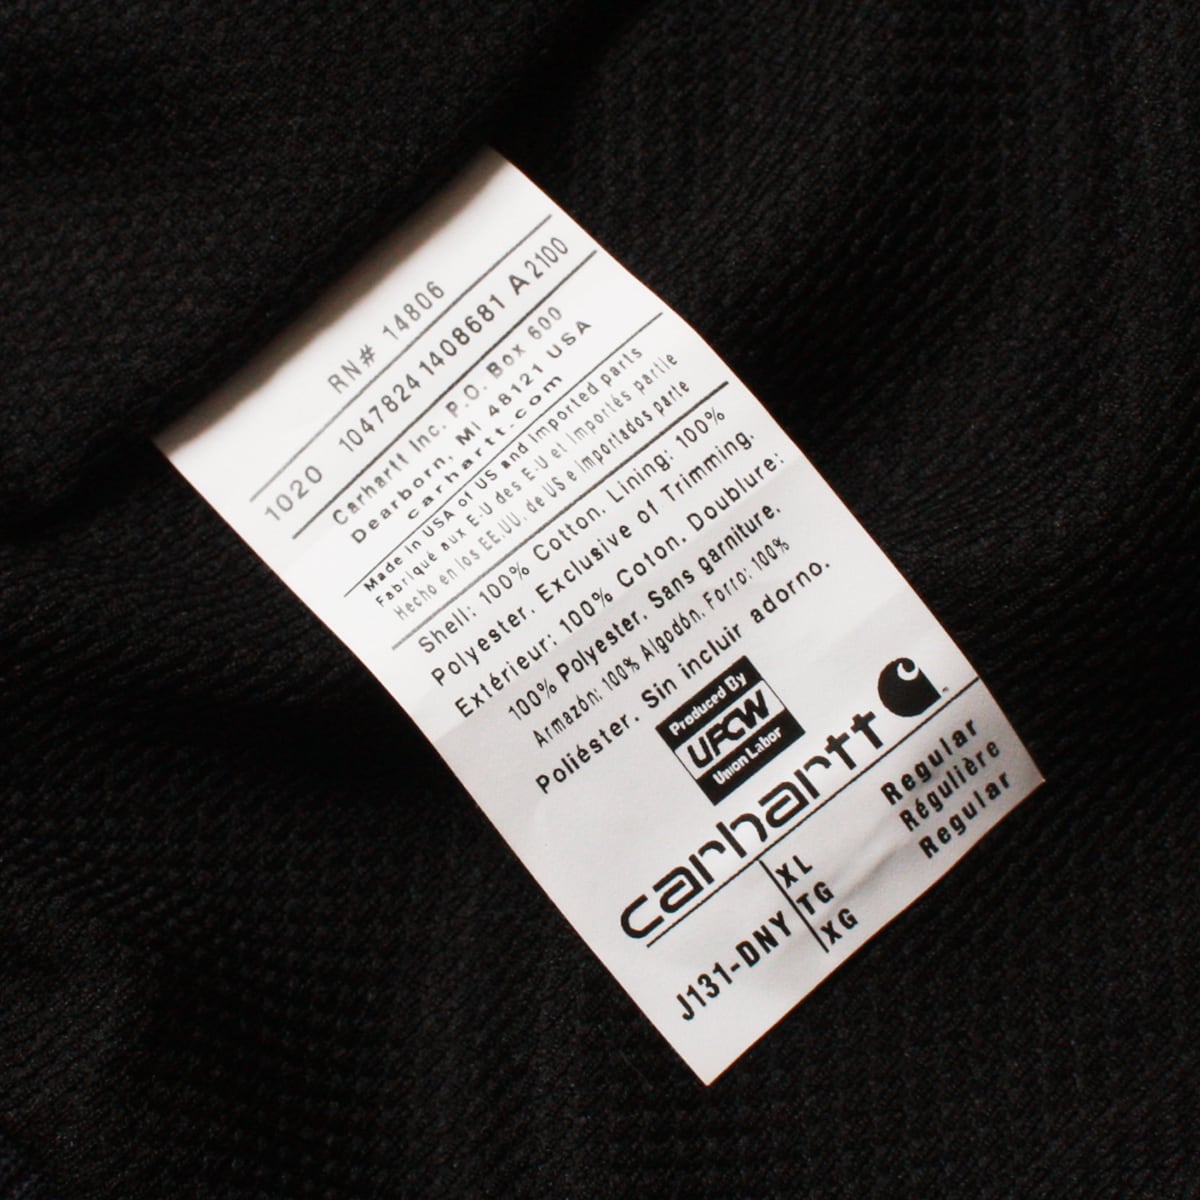 RN# 14806
1020 1047824 1408681 A 2100
Carhartt Inc. P.O. Box 600
Dearborn, MI 48121 USA
carhartt.com
Made in USA of US and Imported parts
Fabriqué aux E-U des E-U et Importés partie
Hecho en los EE.UU. de US e Importados parte
Shell: 100% Cotton. Lining: 100%
Polyester. Exclusive of Trimming.
Extérieur: 100% Coton. Doublure:
100% Polyester. Sans garniture.
Armazón: 100% Algodón. Forro: 100%
Poliéster. Sin incluir adorno.
Produced By
UFCW
Union Labor
carhartt
J131-DNY
XL Regular
TG Régulière
XG Regular